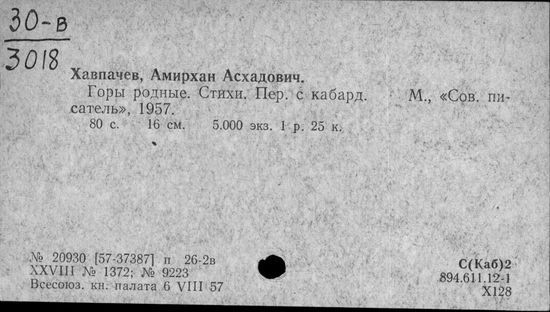 30-в
3018
Хавпачев, Амирхан Асхадович.
Горы родные. Стихи. Пер. с кабард. М., «Сов. пи-
сатель», 1957.
80 с. 16 см. 5.000 экз. 1 р. 25 к.
№ 20930 [57-37387] п 26-2в
XXVIII № 1372; № 9223
Всесоюз. кн. палата 6 VIII 57
С(Каб)2
894.611.12-1
Х128